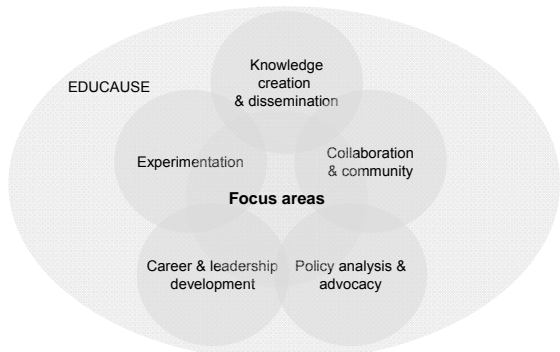 Knowledge
creation
& dissemination
EDUCAUSE
Experimentation
Collaboration
& community
Focus areas
Career & leadership
development
Policy analysis &
advocacy